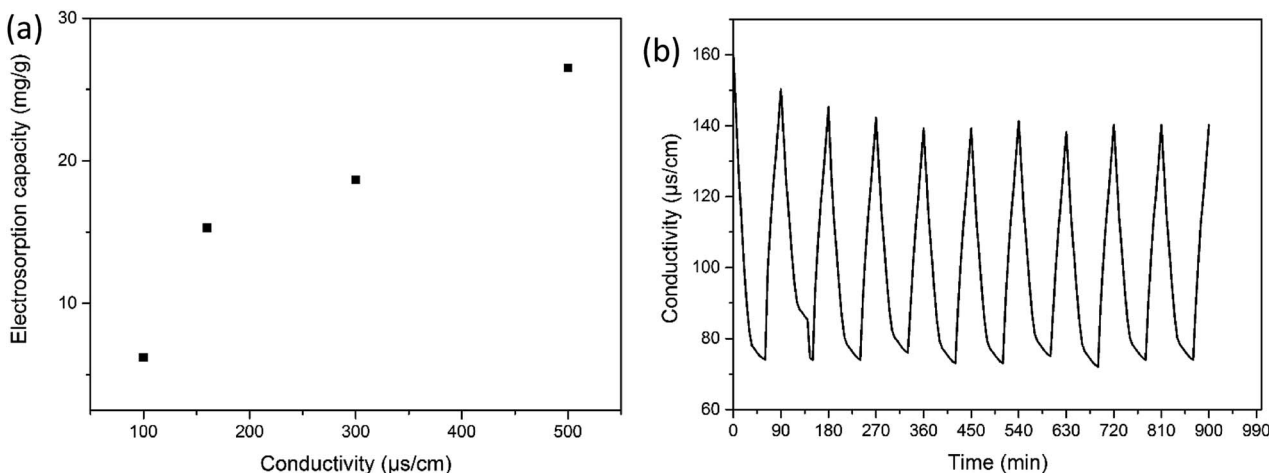 (a)
Electrosorption capacity (mg/g)
30
20
10
100 200 300 400 500
Conductivity (μs/cm)
(b)
Conductivity (μs/cm)
160
140
120
100
80
60
0 90 180 270 360 450 540 630 720 810 900 990
Time (min)